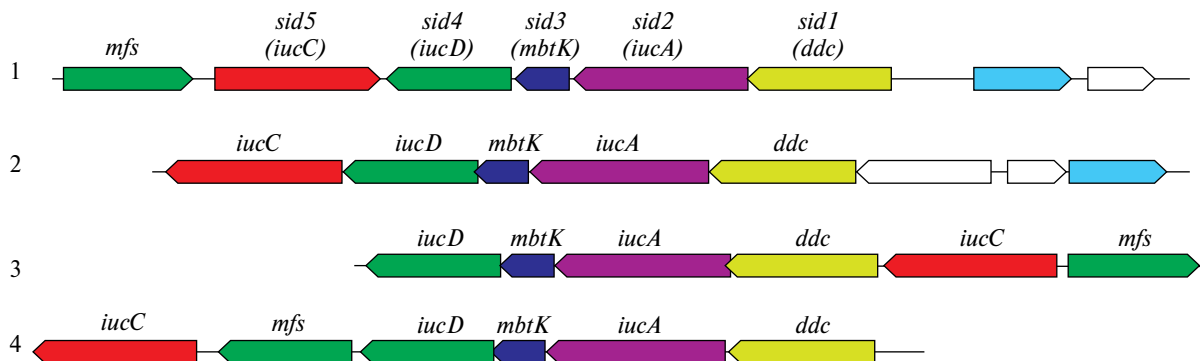 sid5 sid4 sid3 sid2 sid1
mfs (iucC) (iucD) (mbtK) (iucA) (ddc)
1
iucC iucD mbtK iucA ddc
2
iucD mbtK iucA ddc iucC mfs
3
iucC mfs iucD mbtK iucA ddc
4